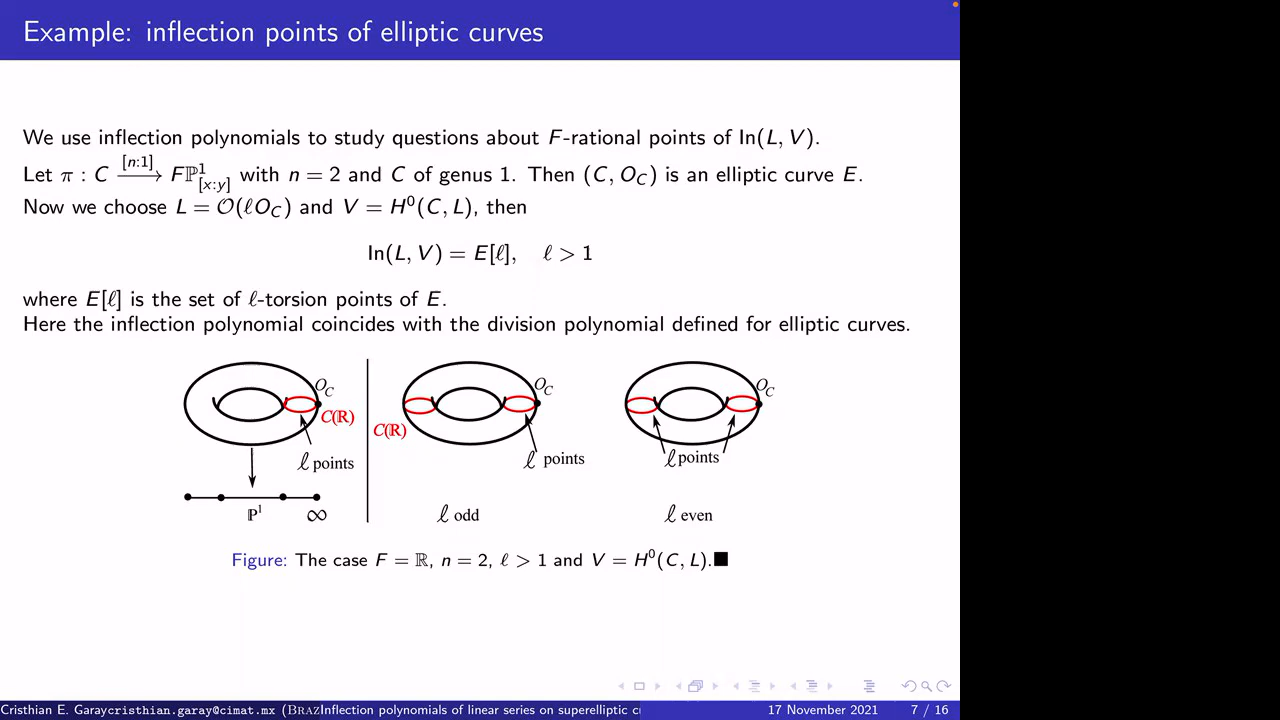 Example: inflection points of elliptic curves
We use inflection polynomials to study questions about F-rational points of In(L, V).
Let π : C [n:1]⟶ Fℙ¹[x:y] with n = 2 and C of genus 1. Then (C, O_C) is an elliptic curve E.
Now we choose L = 𝒪(ℓO_C) and V = H⁰(C, L), then
In(L, V) = E[ℓ], ℓ > 1
where E[ℓ] is the set of ℓ-torsion points of E.
Here the inflection polynomial coincides with the division polynomial defined for elliptic curves.
O_C O_C O_C
C(ℝ) C(ℝ)
ℓ points ℓ points ℓ points
ℙ¹ ∞ ℓ odd ℓ even
Figure: The case F = ℝ, n = 2, ℓ > 1 and V = H⁰(C, L).■
Cristhian E. Garaycristhian.garay@cimat.mx (Braz Inflection polynomials of linear series on superelliptic cu 17 November 2021 7 / 16